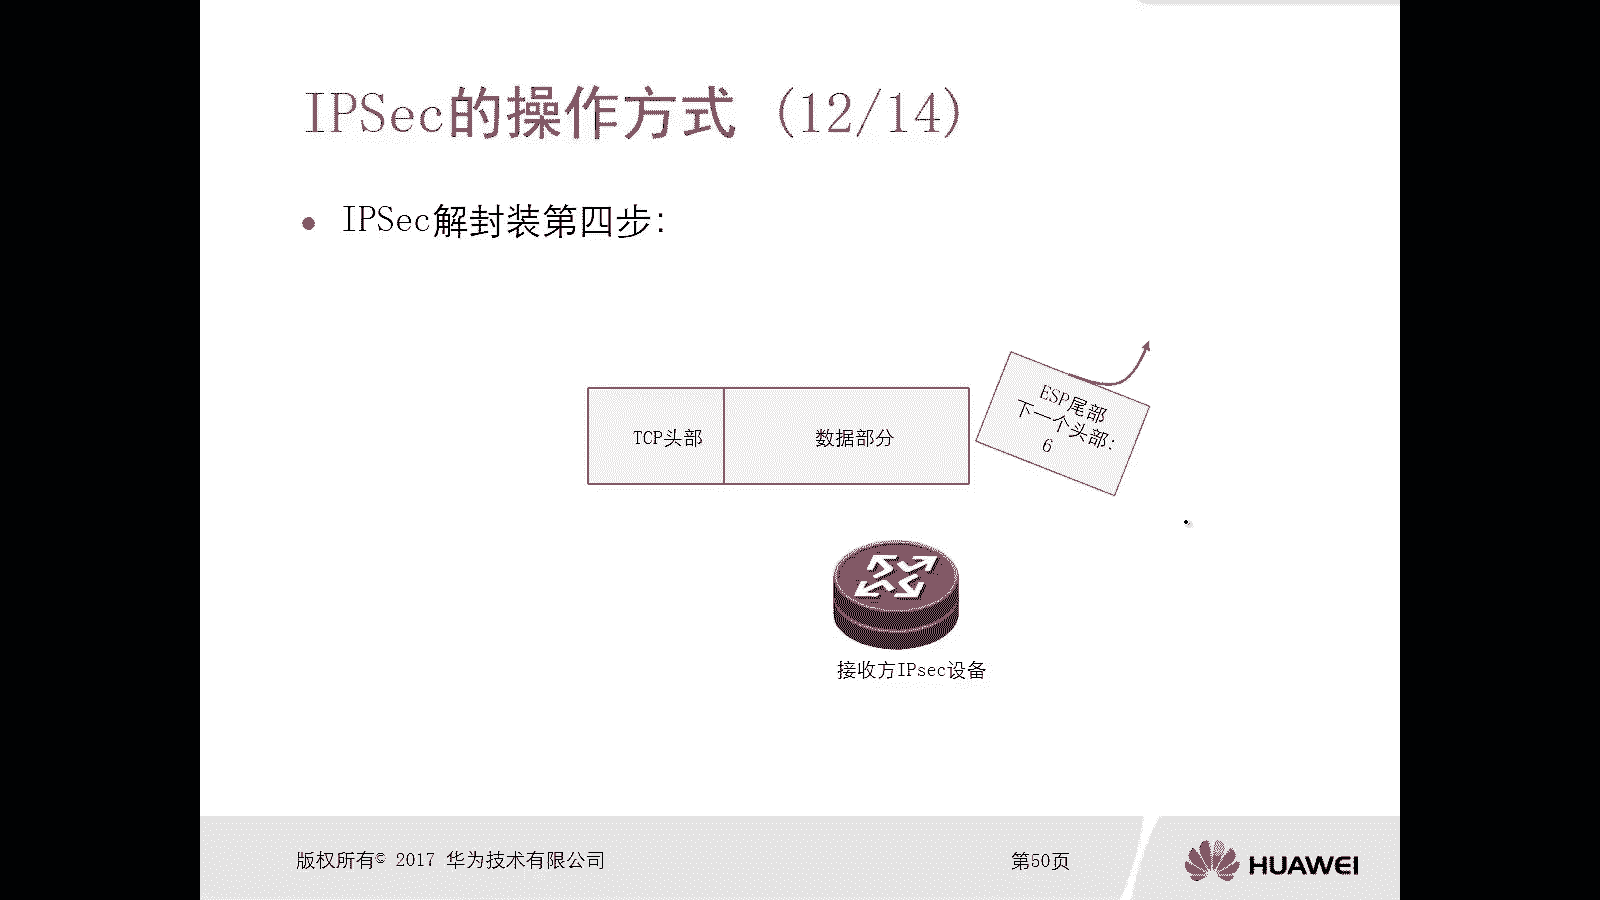 IPSec的操作方式 (12/14)
● IPSec解封装第四步:
TCP头部
数据部分
ESP尾部
下一个头部:
6
接收方IPsec设备
版权所有© 2017 华为技术有限公司
第50页
HUAWEI